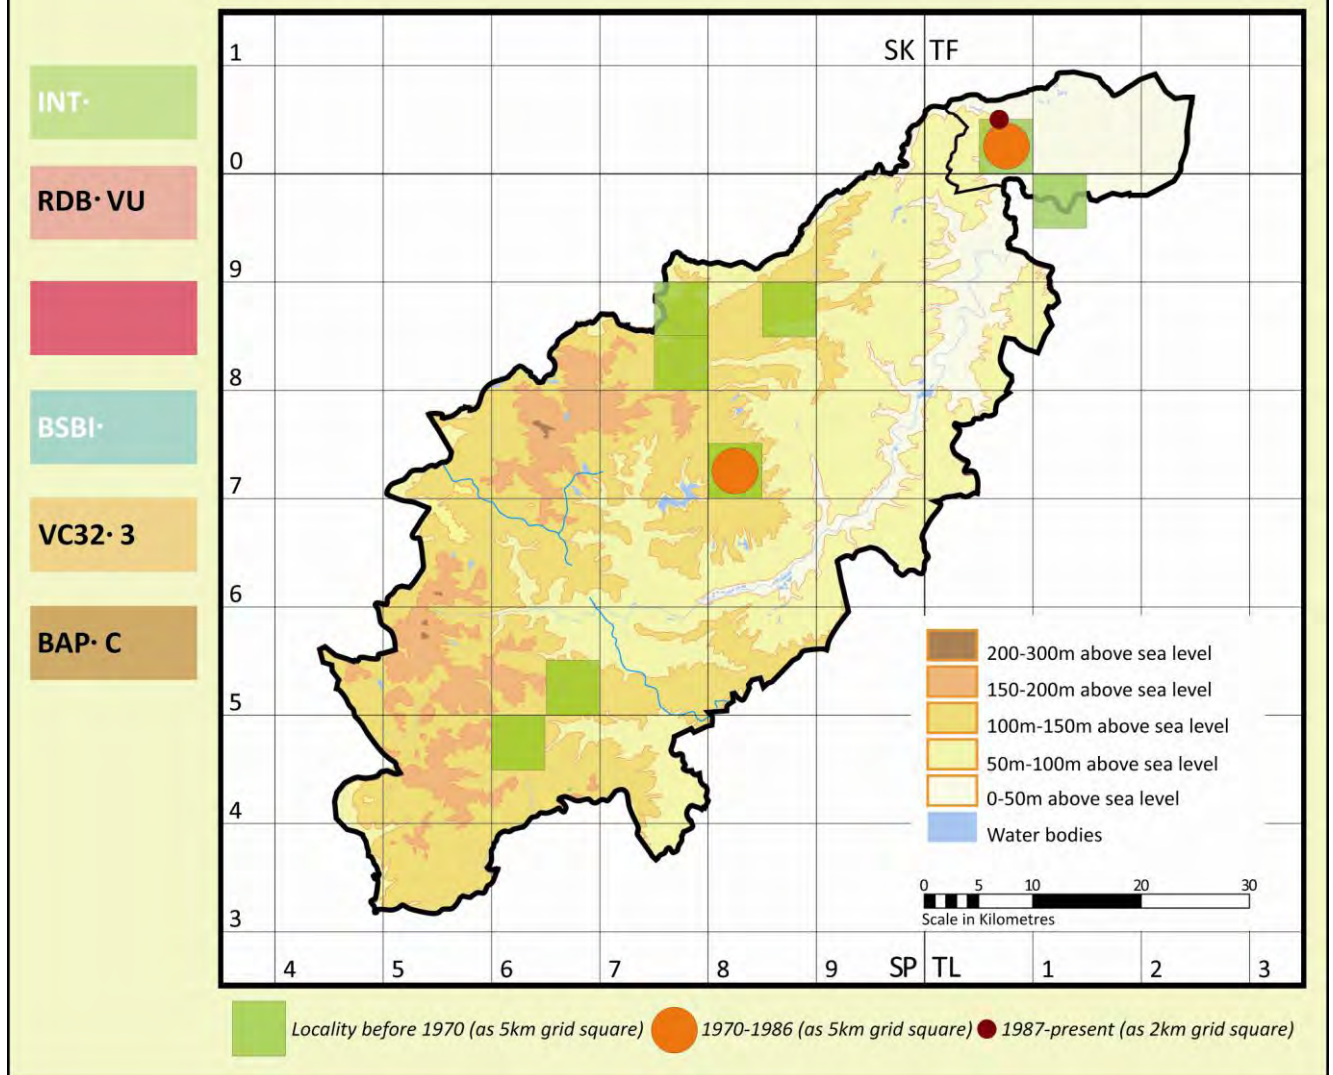 INT·
RDB· VU
BSBI·
VC32· 3
BAP· C
SK TF
1
0
9
8
7
6
5
4
3
4 5 6 7 8 9 SP TL 1 2 3
200-300m above sea level
150-200m above sea level
100m-150m above sea level
50m-100m above sea level
0-50m above sea level
Water bodies
0 5 10 20 30
Scale in Kilometres
Locality before 1970 (as 5km grid square) 1970-1986 (as 5km grid square) 1987-present (as 2km grid square)